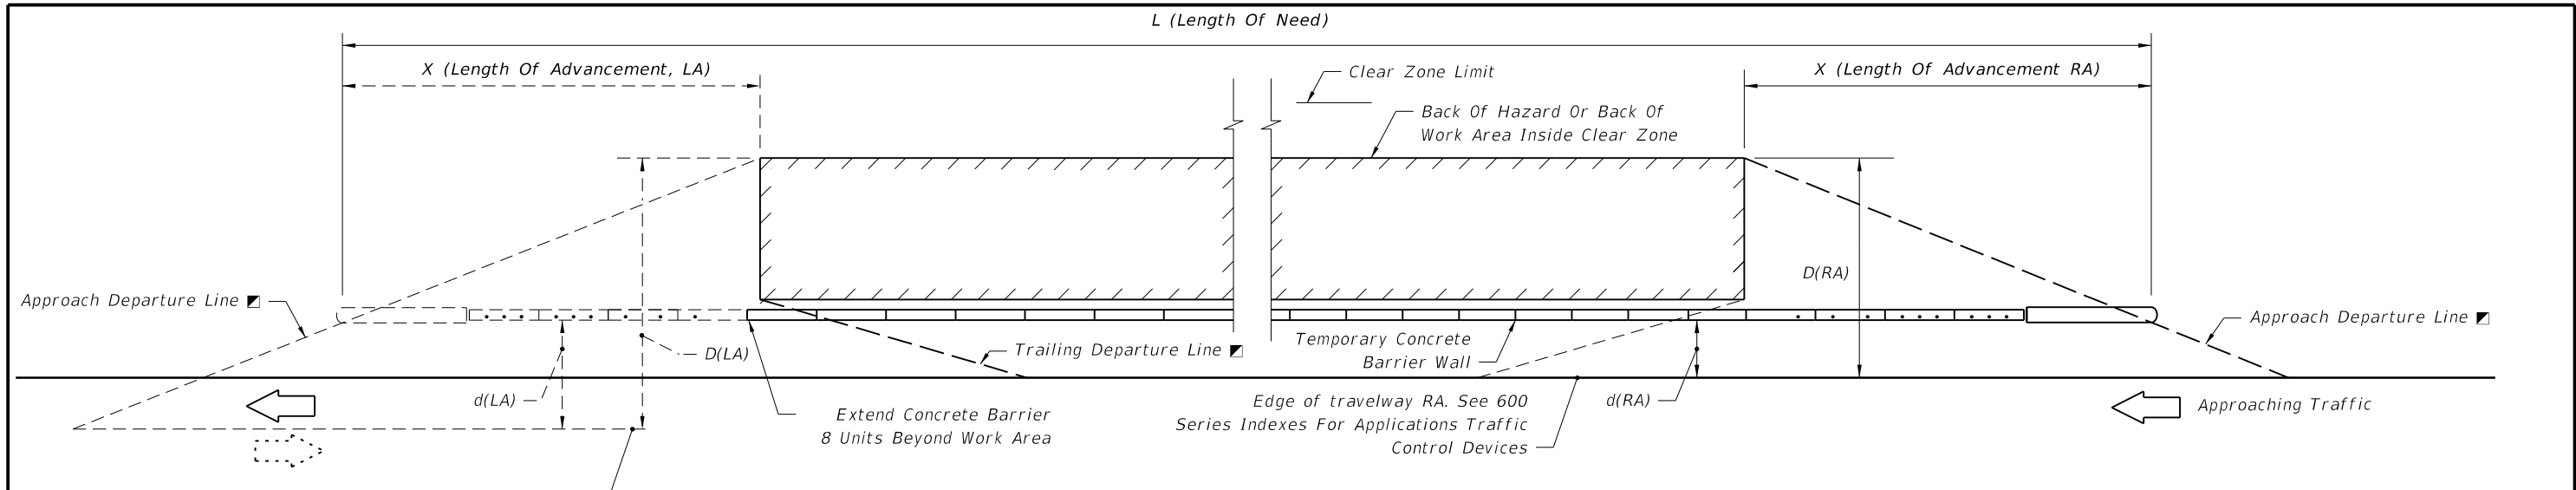 L (Length Of Need)
X (Length Of Advancement, LA)
X (Length Of Advancement RA)
Clear Zone Limit
Back Of Hazard Or Back Of
Work Area Inside Clear Zone
D(RA)
Approach Departure Line
Approach Departure Line
D(LA)
Trailing Departure Line
Temporary Concrete
Barrier Wall
d(LA)
Extend Concrete Barrier
8 Units Beyond Work Area
Edge of travelway RA. See 600
Series Indexes For Applications Traffic
Control Devices
d(RA)
Approaching Traffic